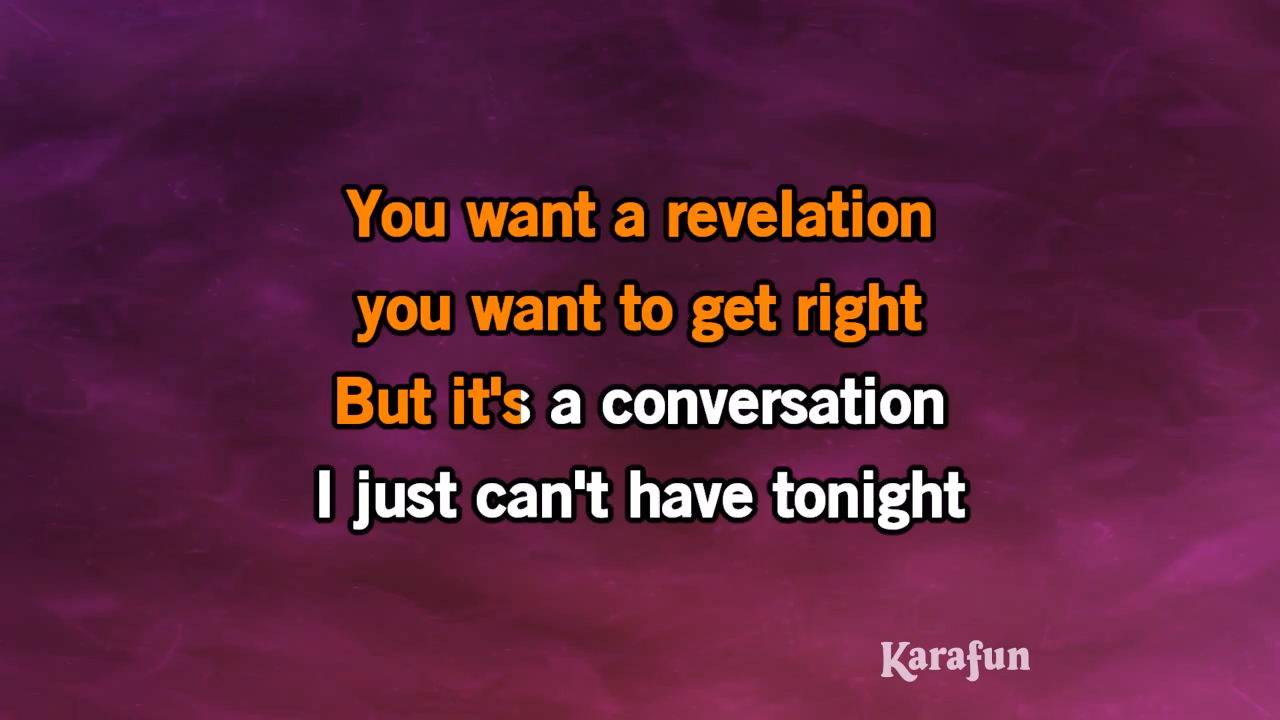 You want a revelation
you want to get right
But it's a conversation
I just can't have tonight
Karafun